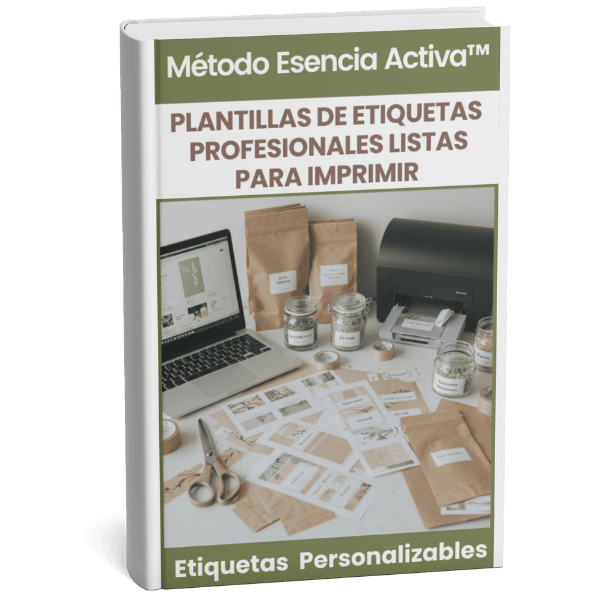 Método Esencia Activa™
PLANTILLAS DE ETIQUETAS
PROFESIONALES LISTAS
PARA IMPRIMIR
Etiquetas Personalizables